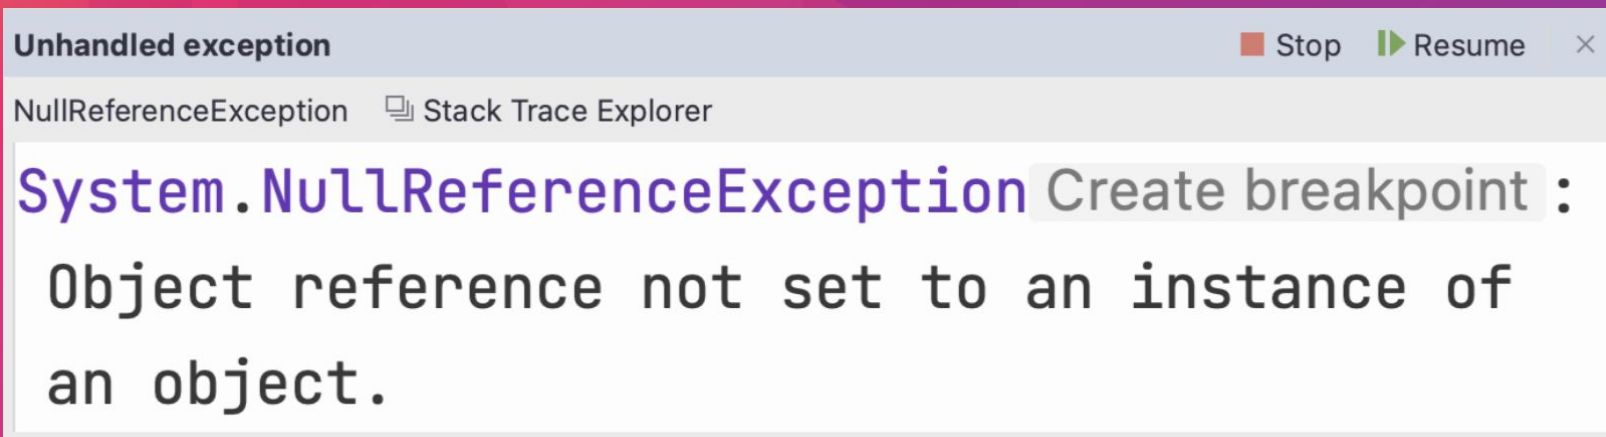 Unhandled exception Stop Resume
NullReferenceException Stack Trace Explorer
System.NullReferenceException Create breakpoint :
Object reference not set to an instance of
an object.